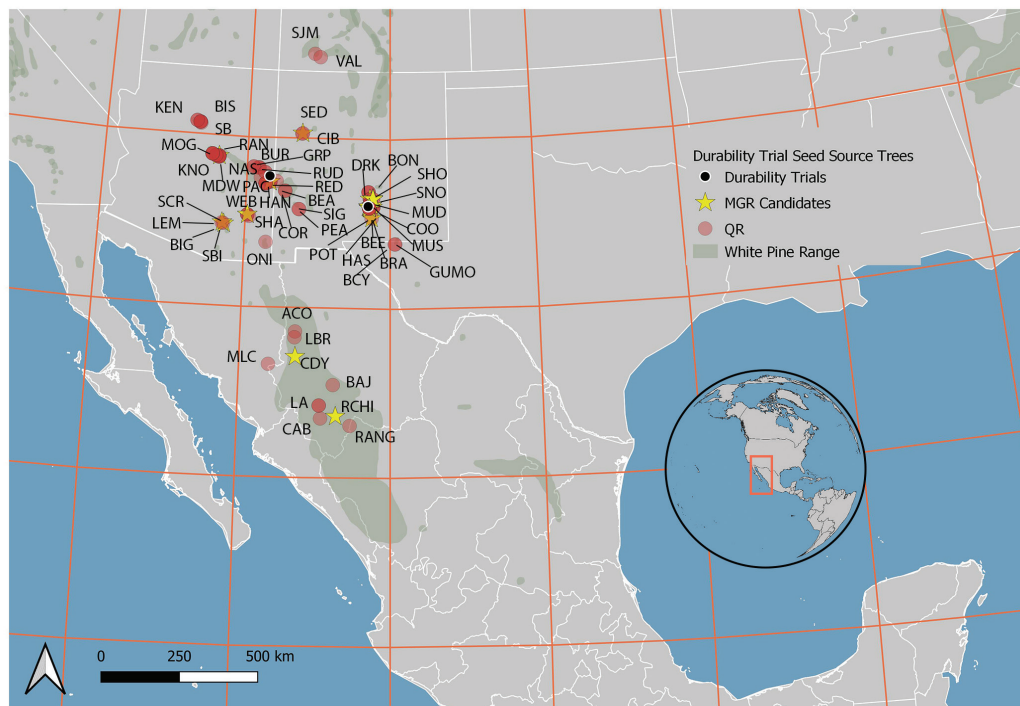 SJM
VAL
KEN
BIS
SB
SED
CIB
MOG
RAN
BUR
GRP
KNO
NAS
RUD
MDW
PAC
RED
WEB
HAN
BEA
SCR
SHA
SIG
LEM
COR
PEA
BIG
SBI
ONI
DRK
BON
SHO
SNO
MUD
COO
POT
BEE
MUS
HAS
BRA
BCY
GUMO
Durability Trial Seed Source Trees
Durability Trials
MGR Candidates
QR
White Pine Range
ACO
LBR
MLC
CDY
BAJ
LA
RCHI
CAB
RANG
0 250 500 km